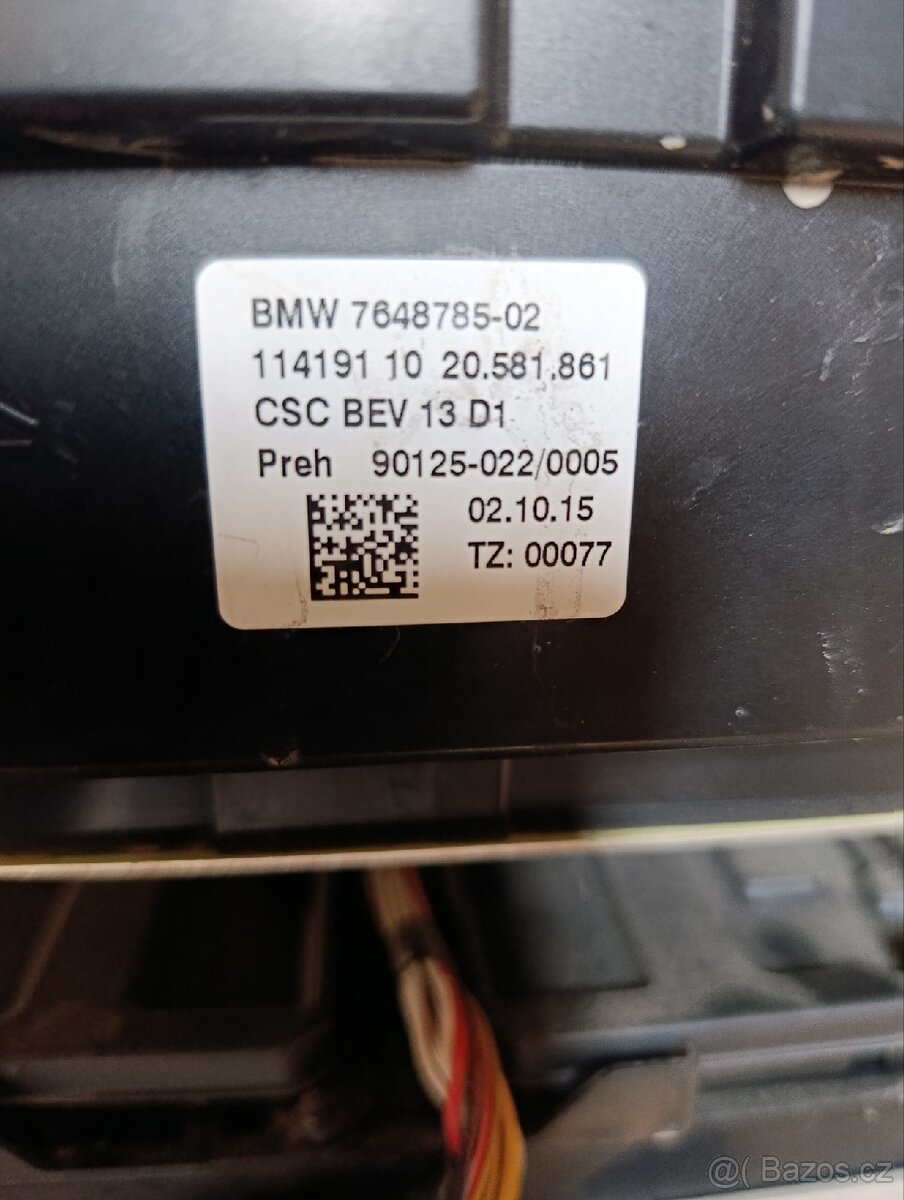 BMW 7648785-02
114191 10 20.581.861
CSC BEV 13 D1
Preh 90125-022/0005
02.10.15
TZ: 00077
@( Bazos.cz